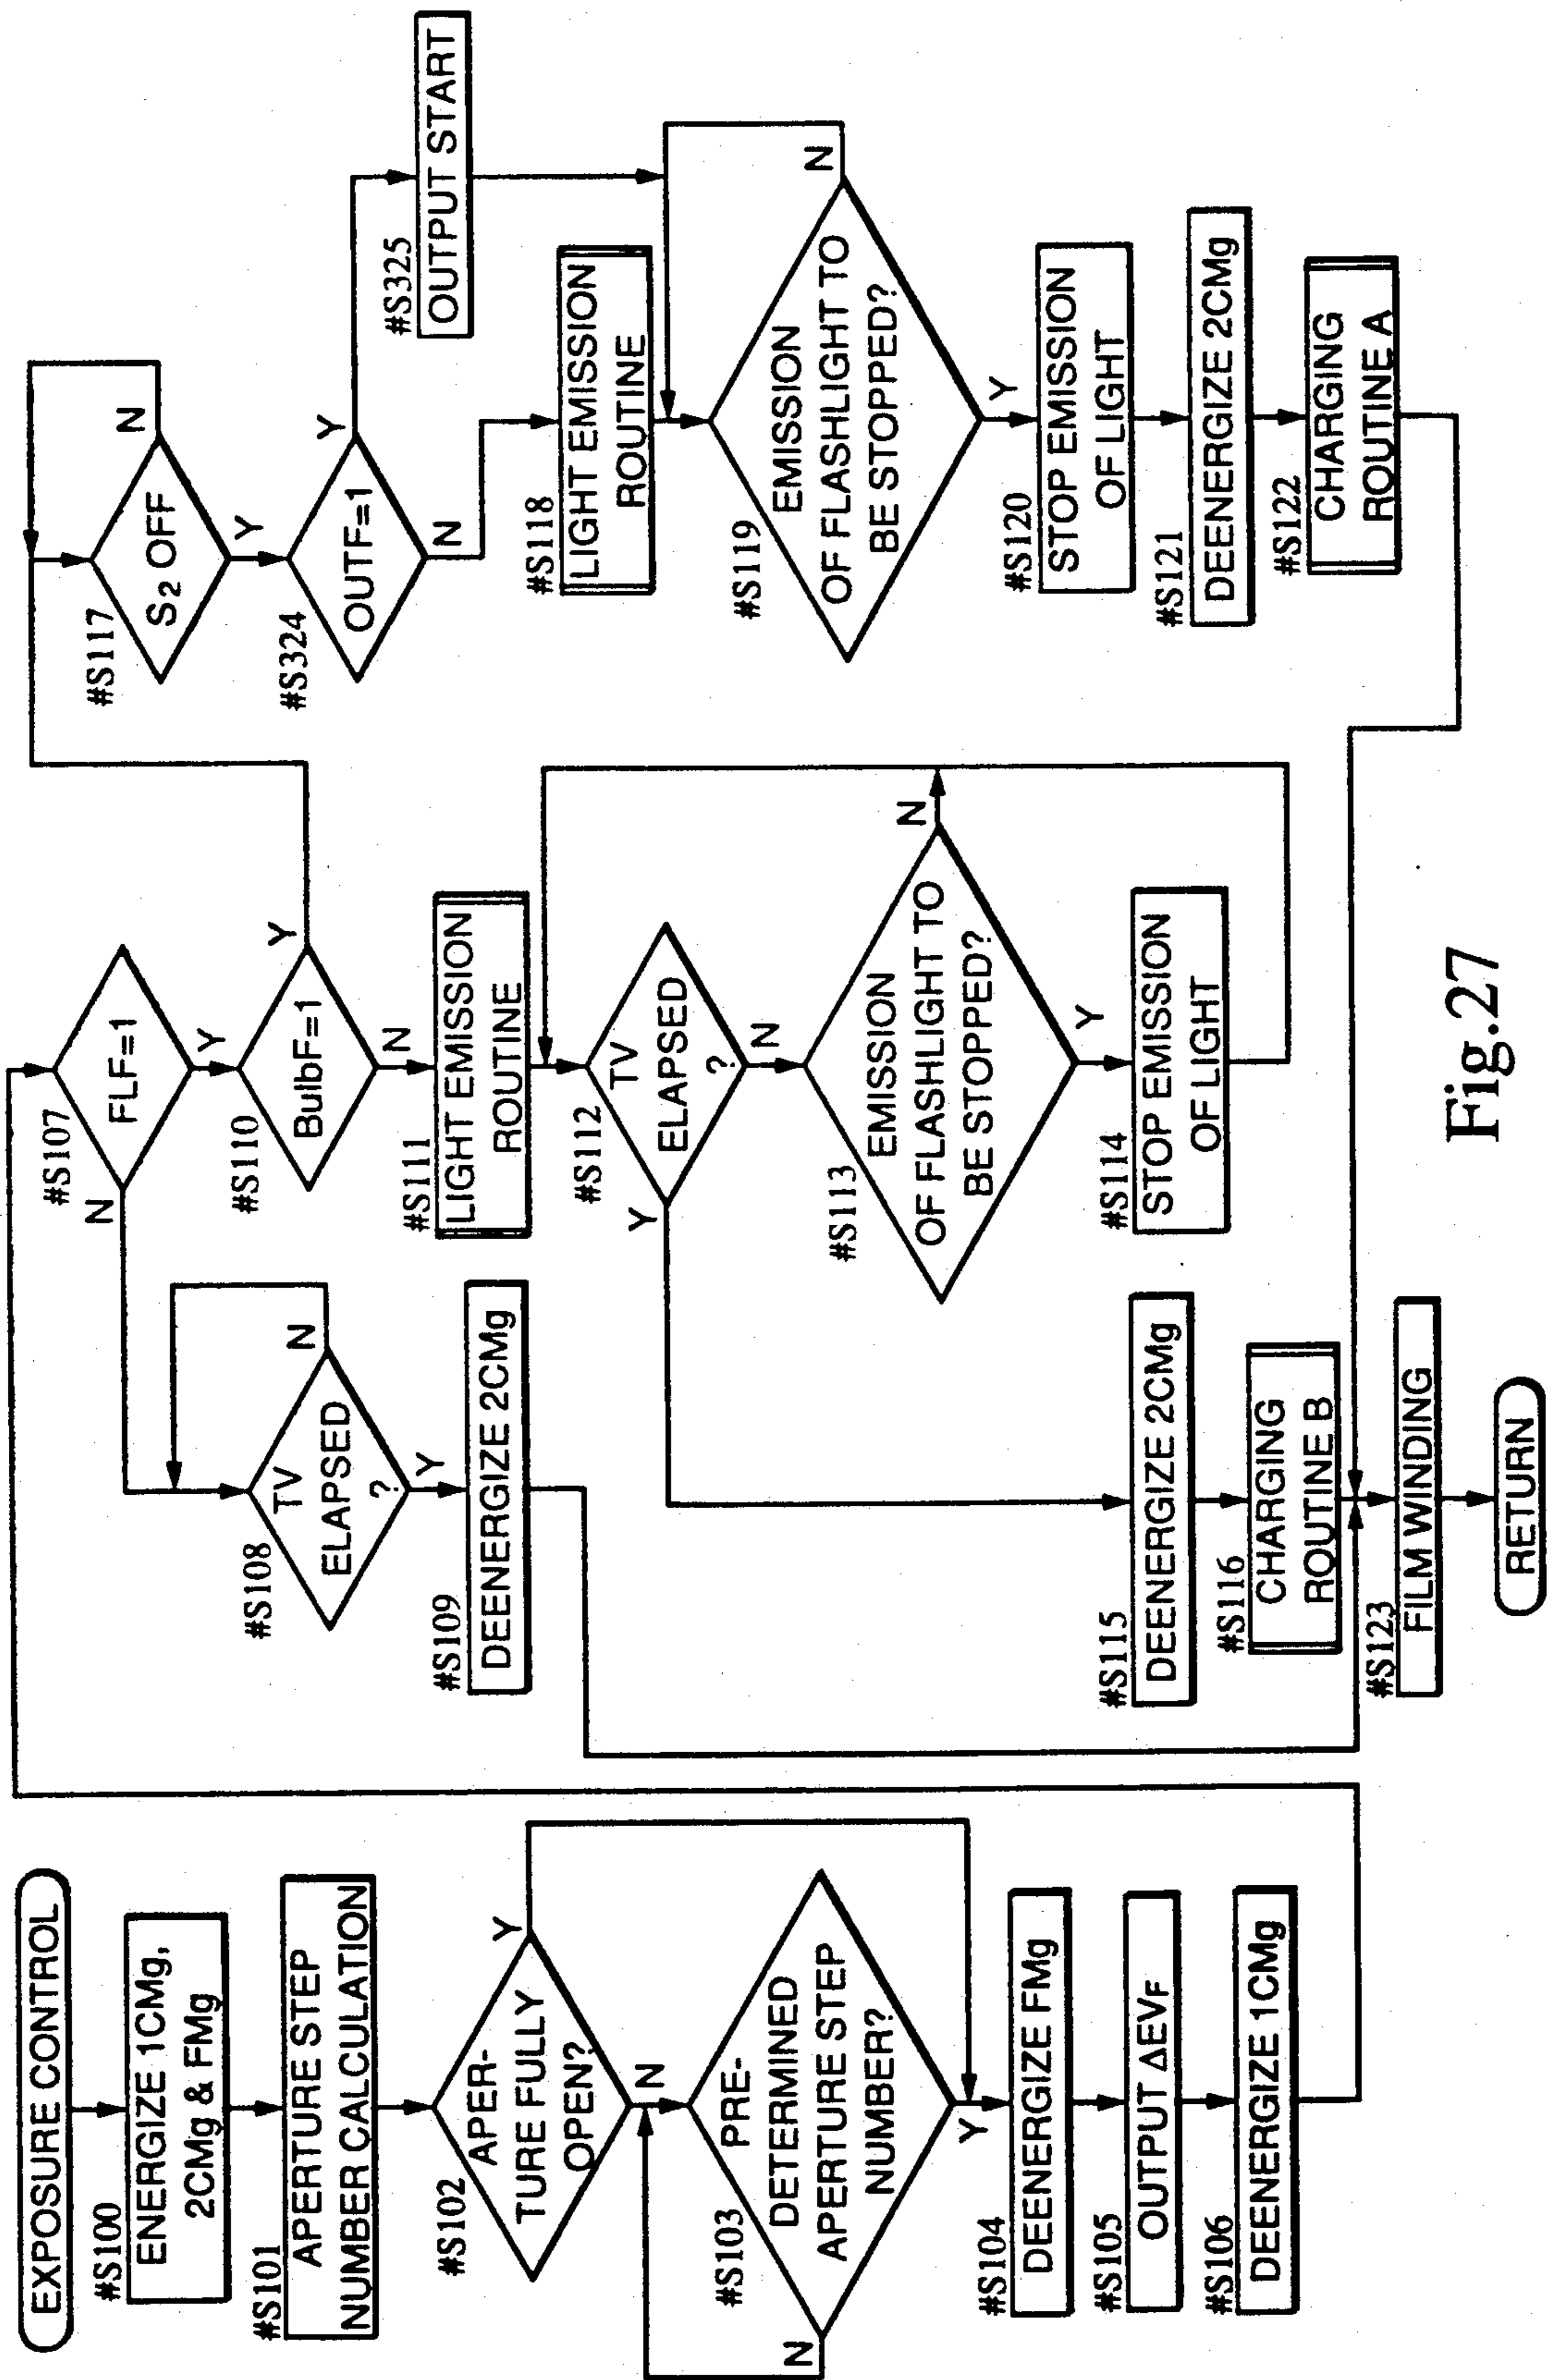 EXPOSURE CONTROL
#S100
ENERGIZE 1CMg,
2CMg & FMg
#S101
APERTURE STEP
NUMBER CALCULATION
#S102
APER-
TURE FULLY
OPEN?
Y
N
#S103
PRE-
DETERMINED
APERTURE STEP
NUMBER?
N
Y
#S104
DEENERGIZE FMg
#S105
OUTPUT ΔEVF
#S106
DEENERGIZE 1CMg
#S107
FLF=1
N
Y
#S108
TV
ELAPSED
?
N
Y
#S109
DEENERGIZE 2CMg
#S110
BulbF=1
Y
N
#S111
LIGHT EMISSION
ROUTINE
#S112
TV
ELAPSED
?
Y
N
#S113
EMISSION
OF FLASHLIGHT TO
BE STOPPED?
N
Y
#S114
STOP EMISSION
OF LIGHT
#S115
DEENERGIZE 2CMg
#S116
CHARGING
ROUTINE B
#S123
FILM WINDING
RETURN
#S117
S2 OFF
N
Y
#S324
OUTF=1
Y
N
#S325
OUTPUT START
#S118
LIGHT EMISSION
ROUTINE
#S119
EMISSION
OF FLASHLIGHT TO
BE STOPPED?
N
Y
#S120
STOP EMISSION
OF LIGHT
#S121
DEENERGIZE 2CMg
#S122
CHARGING
ROUTINE A
Fig.27